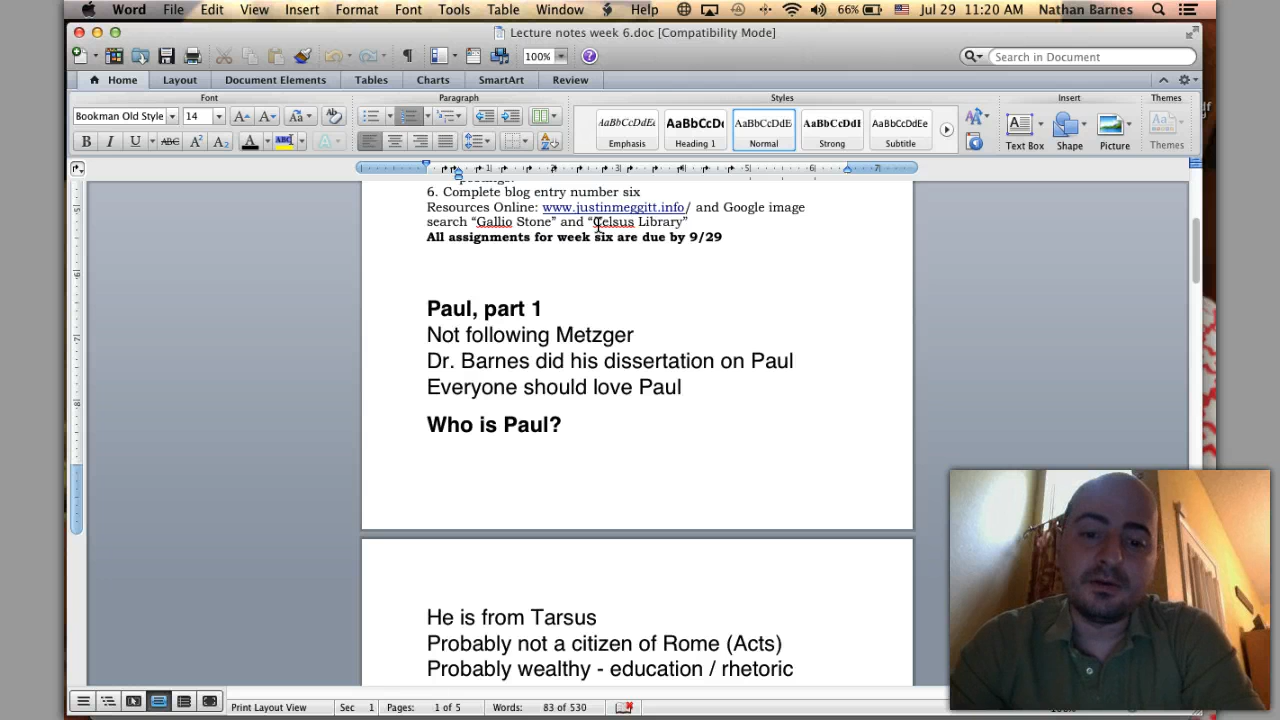 Word File Edit View Insert Format Font Tools Table Window Help 66% Jul 29 11:20 AM Nathan Barnes
Lecture notes week 6.doc [Compatibility Mode]
100% Search in Document
Home Layout Document Elements Tables Charts SmartArt Review
Font Paragraph Styles Insert Themes
Bookman Old Style 14
AaBbCcDdEe AaBbCcDc AaBbCcDdE AaBbCcDdI AaBbCcDdEe
B I U ABC A² A₂ A ABC A
Emphasis Heading 1 Normal Strong Subtitle Text Box Shape Picture Themes
6. Complete blog entry number six
Resources Online: www.justinmeggitt.info/ and Google image
search “Gallio Stone” and “Celsus Library”
All assignments for week six are due by 9/29
Paul, part 1
Not following Metzger
Dr. Barnes did his dissertation on Paul
Everyone should love Paul
Who is Paul?
He is from Tarsus
Probably not a citizen of Rome (Acts)
Probably wealthy - education / rhetoric
Print Layout View Sec 1 Pages: 1 of 5 Words: 83 of 530